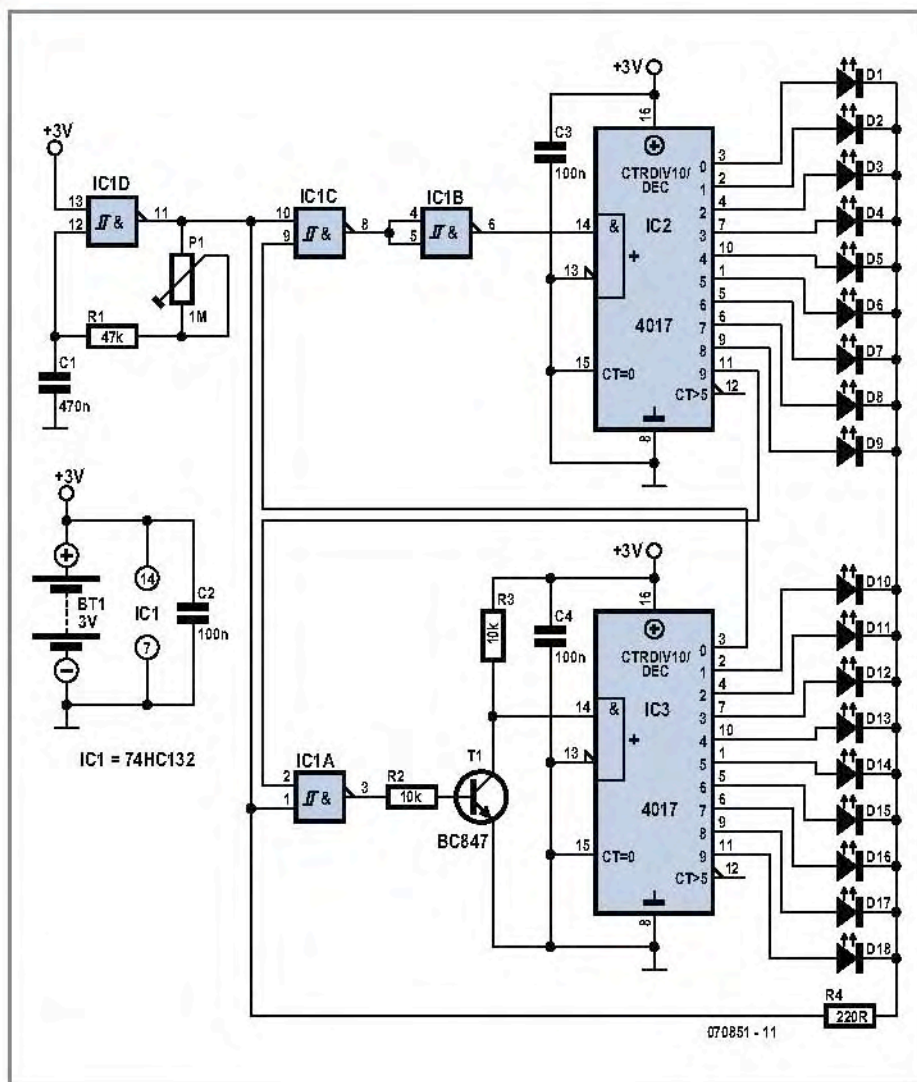 +3V
IC1D
13
12
&
11
P1
1M
R1
47k
C1
470n
+3V
BT1
3V
14
IC1
7
C2
100n
IC1 = 74HC132
IC1C
10
9
&
8
IC1B
4
5
&
6
+3V
C3
100n
16
CTRDIV10/
DEC
IC2
14
&
+
13
4017
15
CT=0
8
3
0
2
1
4
2
7
3
10
4
1
5
5
6
6
7
9
8
11
9
CT>5
12
D1
D2
D3
D4
D5
D6
D7
D8
D9
IC1A
2
1
&
3
R2
10k
T1
BC847
R3
10k
+3V
C4
100n
16
CTRDIV10/
DEC
IC3
14
&
+
13
4017
15
CT=0
8
3
0
2
1
4
2
7
3
10
4
1
5
5
6
6
7
9
8
11
9
CT>5
12
D10
D11
D12
D13
D14
D15
D16
D17
D18
R4
220R
070851 - 11